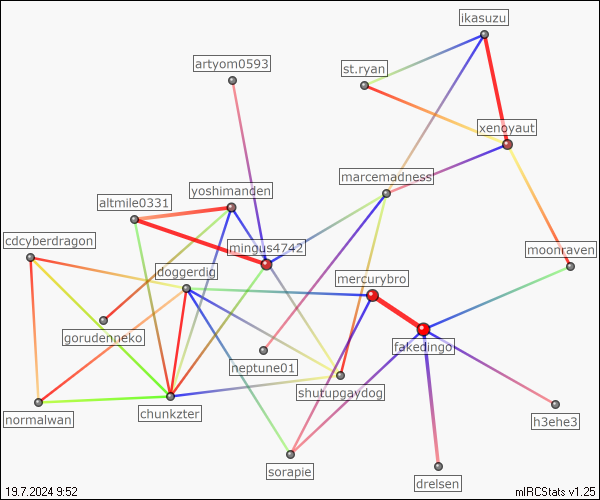 ikasuzu
artyom0593
st.ryan
xenoyaut
marcemadness
yoshimanden
altmile0331
cdcyberdragon
mingus4742
moonraven
doggerdig
mercurybro
gorudenneko
fakedingo
neptune01
shutupgaydog
normalwan
chunkzter
h3ehe3
sorapie
drelsen
19.7.2024 9:52
mIRCStats v1.25